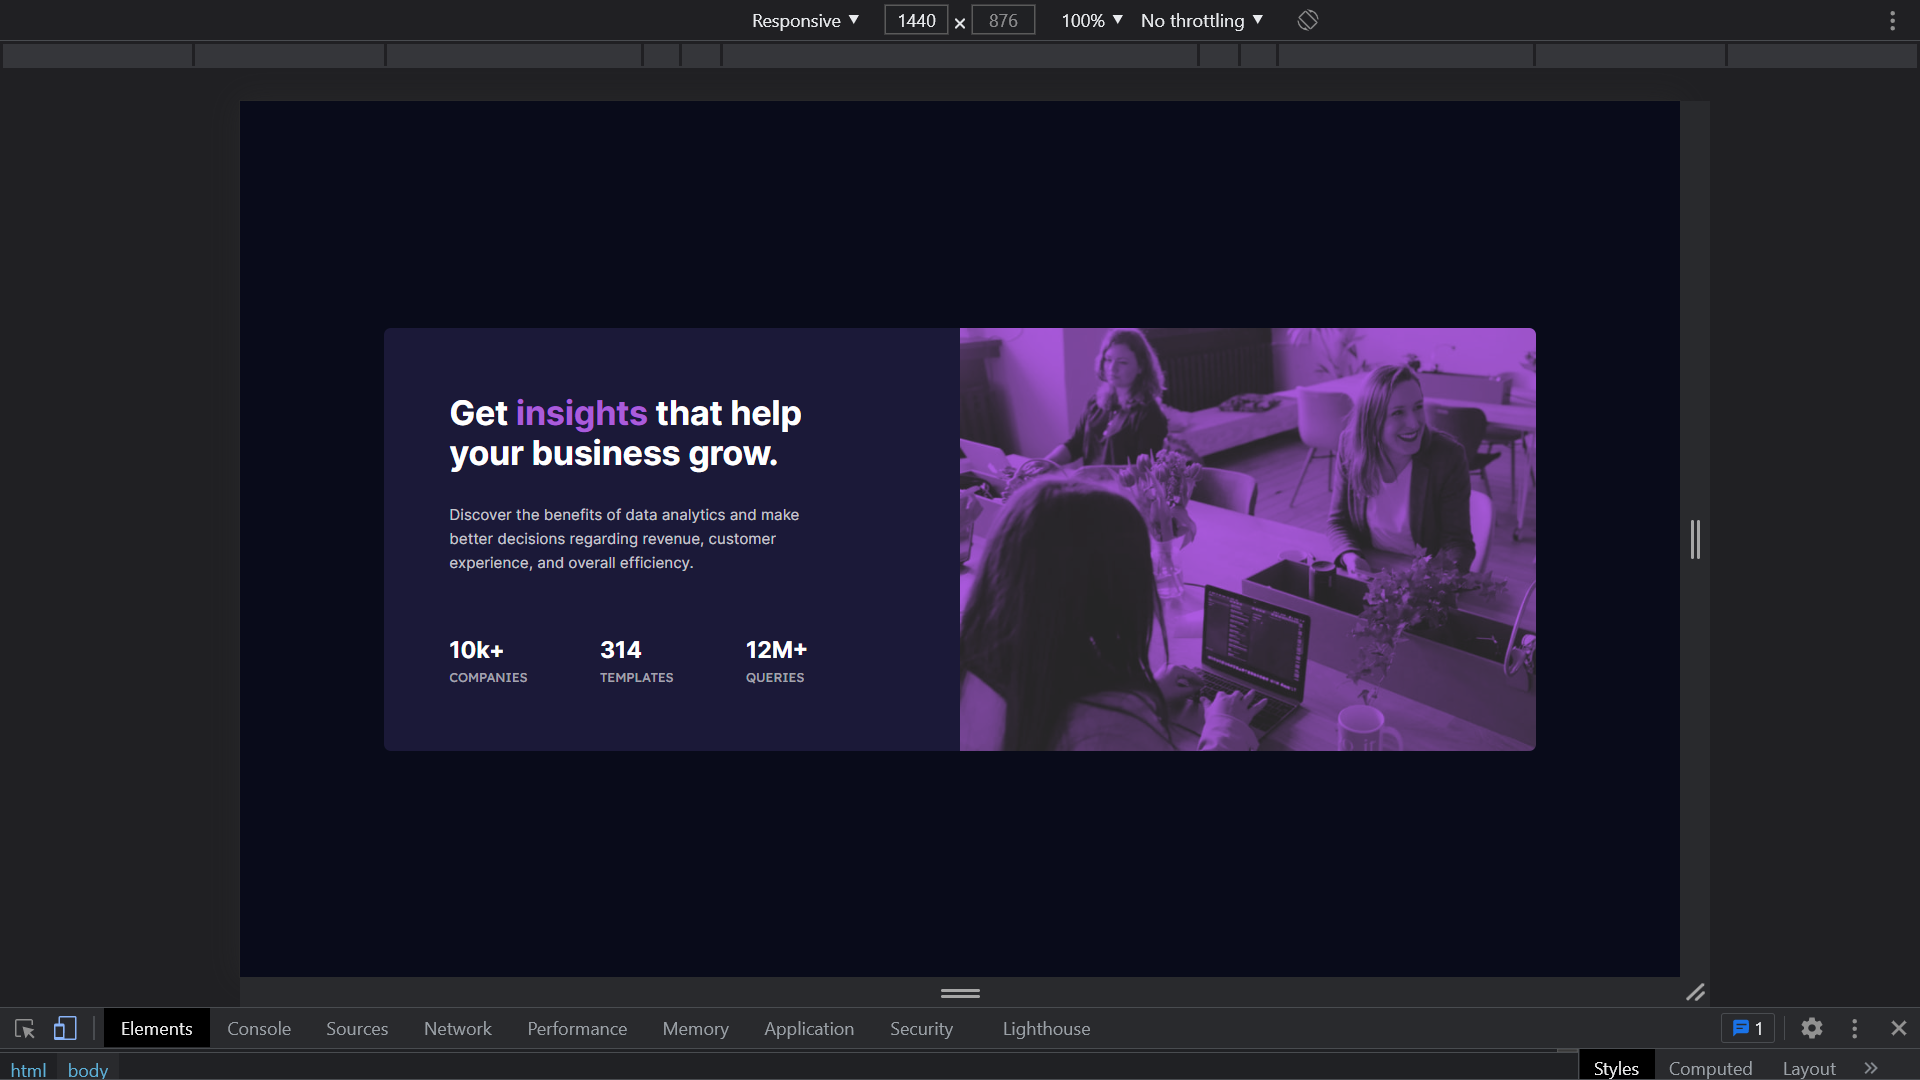 Responsive ▼ 1440 × 876 100% ▼ No throttling ▼
Get insights that help
your business grow.
Discover the benefits of data analytics and make
better decisions regarding revenue, customer
experience, and overall efficiency.
10k+ 314 12M+
COMPANIES TEMPLATES QUERIES
Elements Console Sources Network Performance Memory Application Security Lighthouse 1
html body Styles Computed Layout »